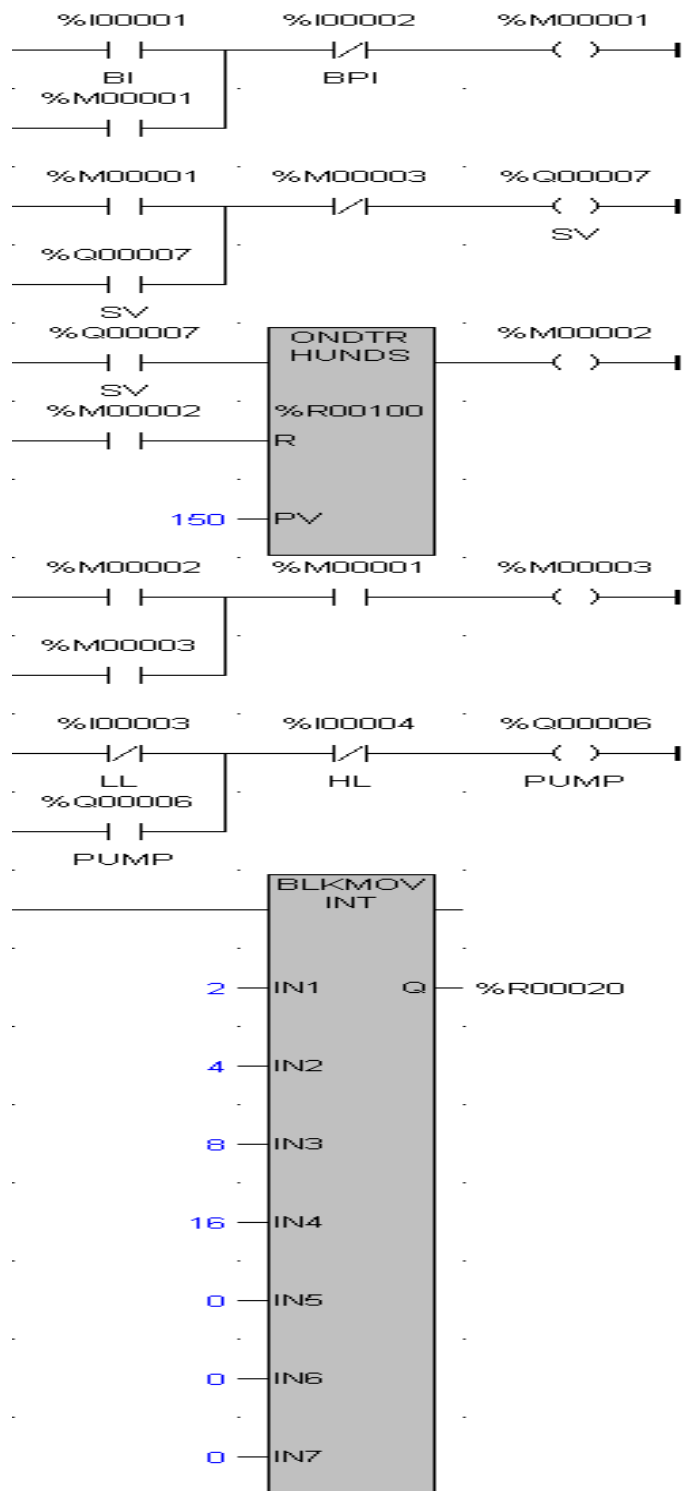 %I00001 %I00002 %M00001
BI BPI
%M00001
%M00001 %M00003 %Q00007
SV
%Q00007
SV
%Q00007 ONDTR %M00002
HUNDS
SV
%M00002 %R00100
R
150 PV
%M00002 %M00001 %M00003
%M00003
%I00003 %I00004 %Q00006
LL HL PUMP
%Q00006
PUMP
BLKMOV
INT
2 IN1 Q %R00020
4 IN2
8 IN3
16 IN4
0 IN5
0 IN6
0 IN7